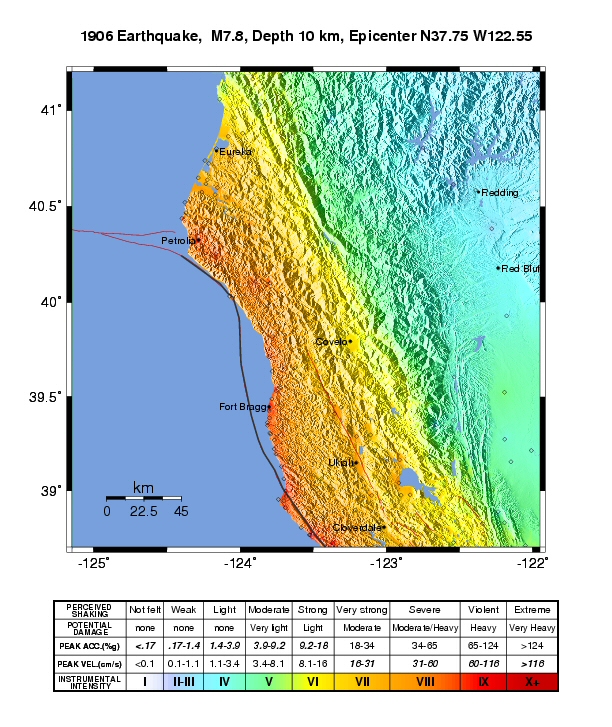 1906 Earthquake, M7.8, Depth 10 km, Epicenter N37.75 W122.55
41°
Eureka
40.5°
Redding
Petrolia
Red Bluf
40°
Covelo
39.5°
Fort Bragg
Ukiah
39°
km
0 22.5 45
Cloverdale
-125° -124° -123° -122°
PERCEIVED SHAKING Not felt Weak Light Moderate Strong Very strong Severe Violent Extreme
POTENTIAL DAMAGE none none none Very light Light Moderate Moderate/Heavy Heavy Very Heavy
PEAK ACC.(%g) <.17 .17-1.4 1.4-3.9 3.9-9.2 9.2-18 18-34 34-65 65-124 >124
PEAK VEL.(cm/s) <0.1 0.1-1.1 1.1-3.4 3.4-8.1 8.1-16 16-31 31-60 60-116 >116
INSTRUMENTAL INTENSITY I II-III IV V VI VII VIII IX X+